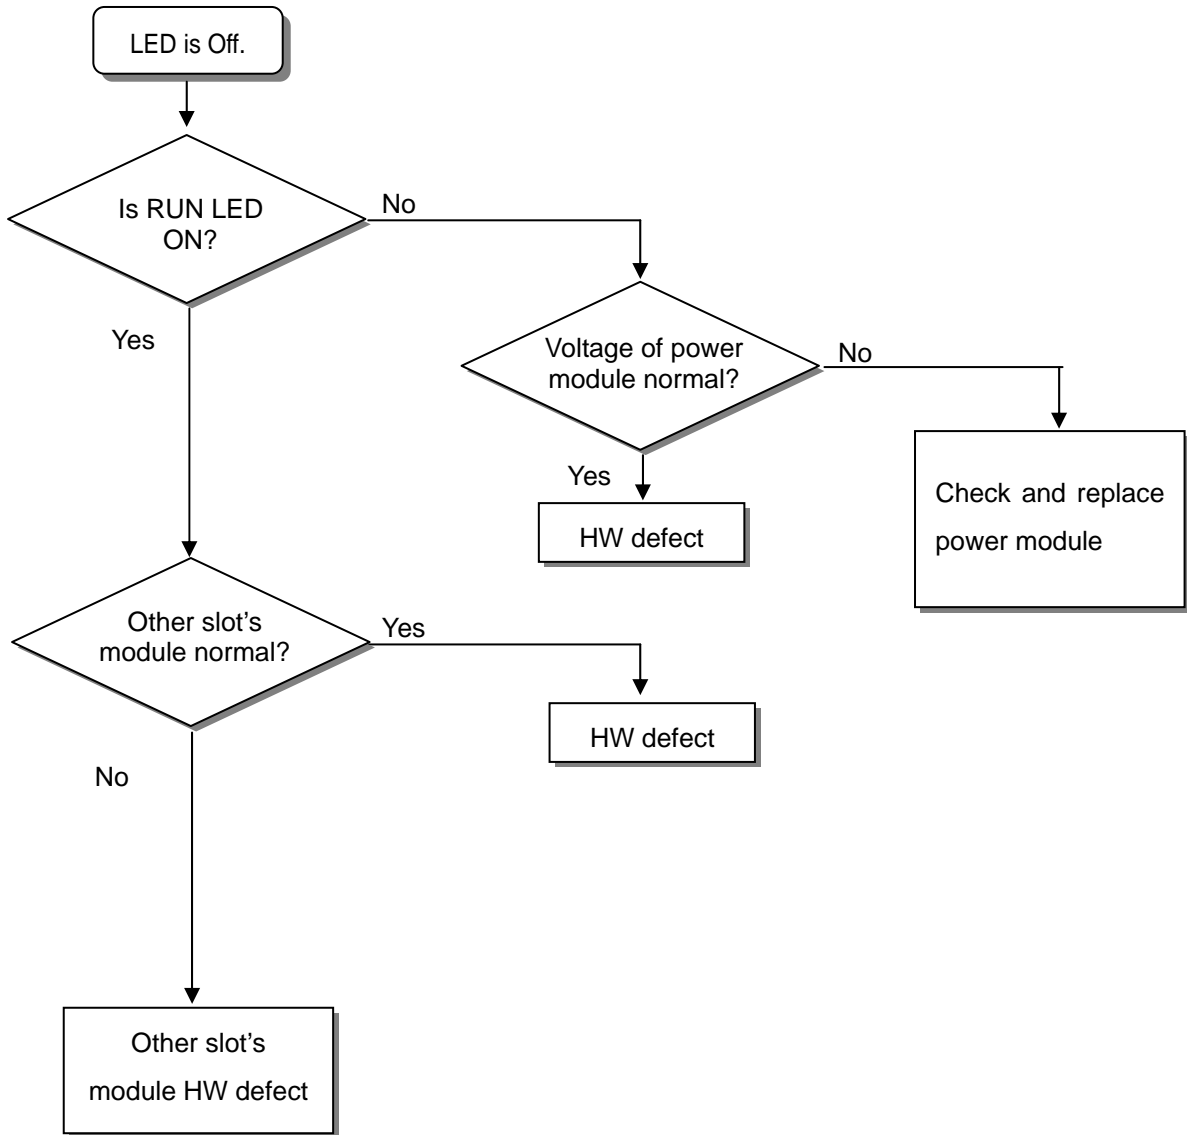 LED is Off.
Is RUN LED
ON?
No
Yes
Voltage of power
module normal?
No
Yes
HW defect
Check and replace
power module
Other slot's
module normal?
Yes
HW defect
No
Other slot's
module HW defect